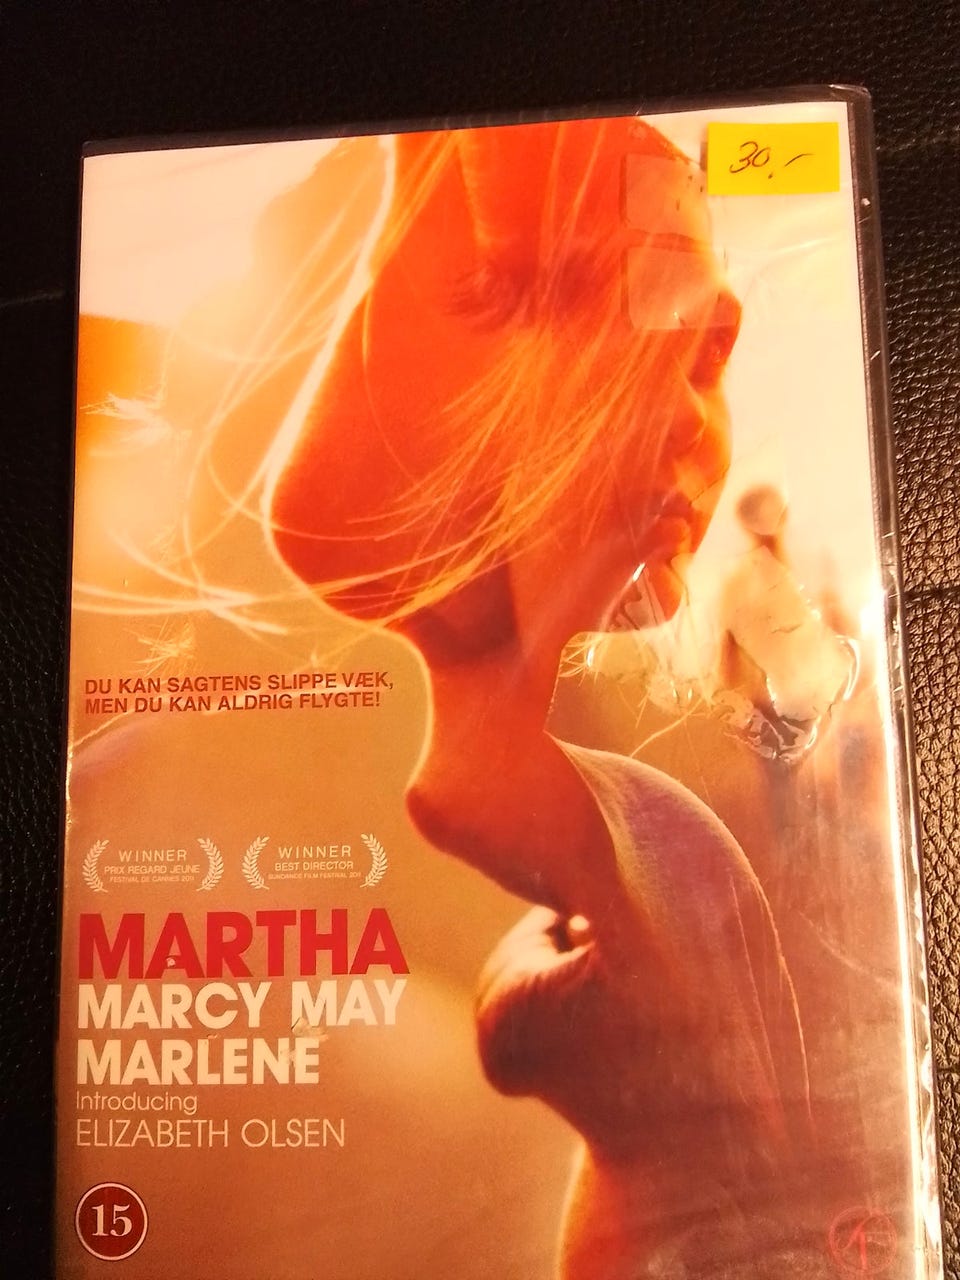 30,-
DU KAN SAGTENS SLIPPE VÆK,
MEN DU KAN ALDRIG FLYGTE!
WINNER
PRIX REGARD JEUNE
FESTIVAL DE CANNES 2011
WINNER
BEST DIRECTOR
SUNDANCE FILM FESTIVAL 2011
MARTHA
MARCY MAY
MARLENE
Introducing
ELIZABETH OLSEN
15